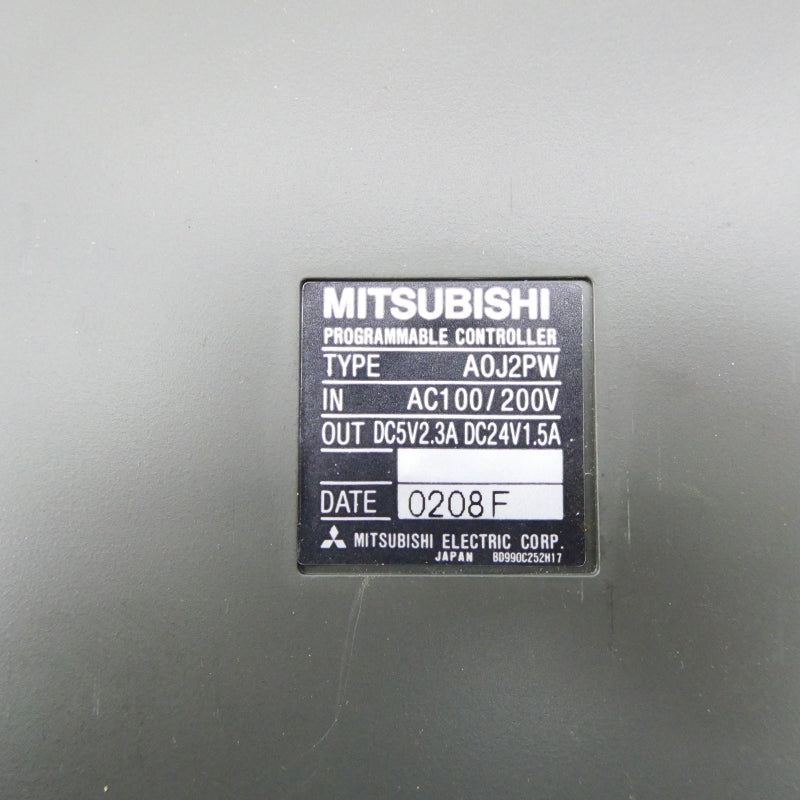 MITSUBISHI
PROGRAMMABLE CONTROLLER
TYPE A0J2PW
IN AC100/200V
OUT DC5V2.3A DC24V1.5A
DATE 0208F
MITSUBISHI ELECTRIC CORP.
JAPAN BD990C252H17